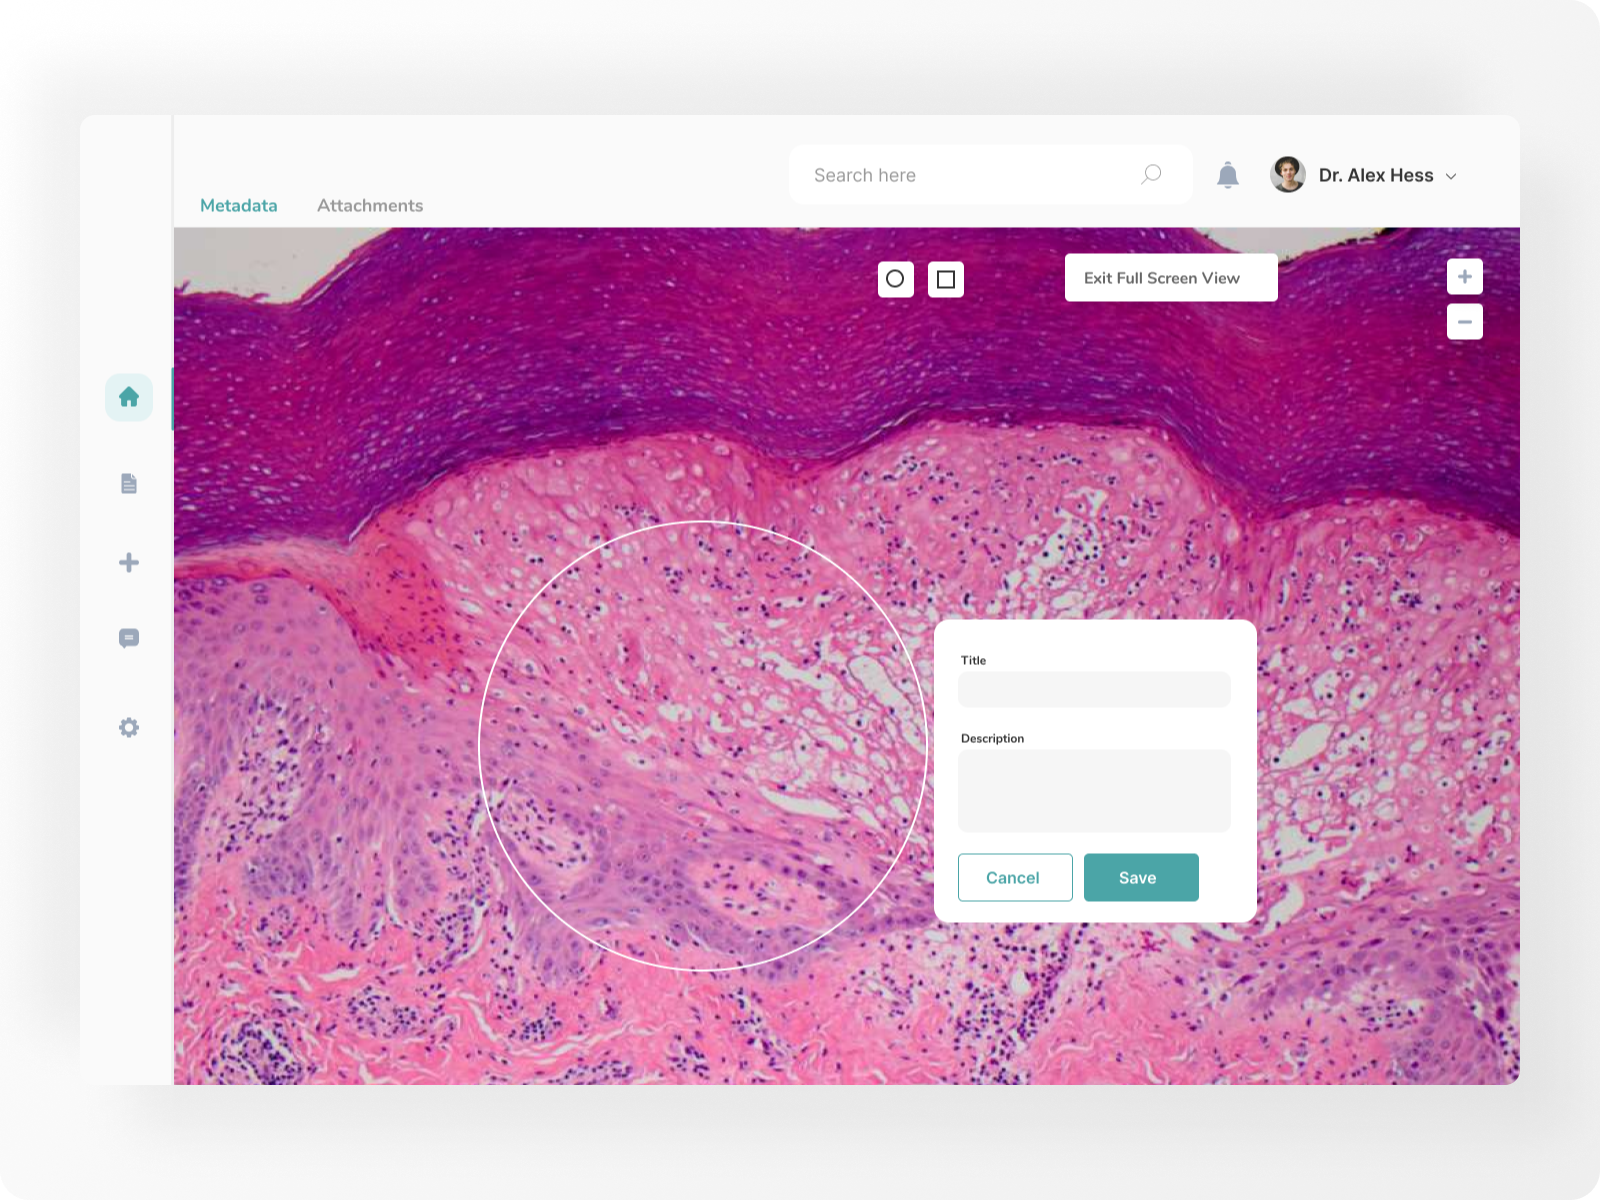 Search here
Dr. Alex Hess
Metadata
Attachments
Exit Full Screen View
Title
Description
Cancel
Save